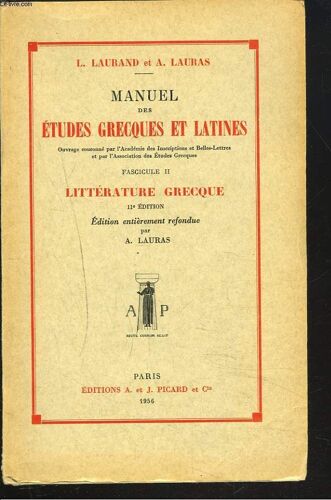 L. LAURAND et A. LAURAS
MANUEL
DES
ÉTUDES GRECQUES ET LATINES
Ouvrage couronné par l'Académie des Inscriptions et Belles-Lettres
et par l'Association des Études Grecques
FASCICULE II
LITTÉRATURE GRECQUE
11e ÉDITION
Édition entièrement refondue
par
A. LAURAS
A P
PARIS
ÉDITIONS A. et J. PICARD et Cie
1956